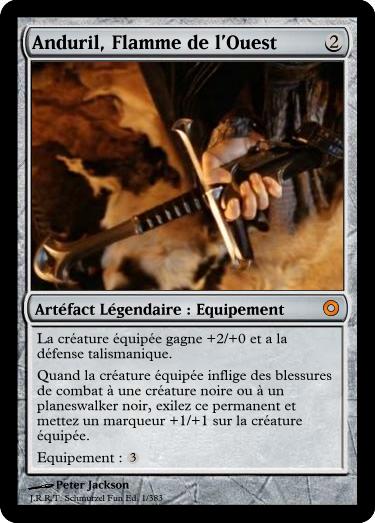 Anduril, Flamme de l'Ouest 2
Artéfact Légendaire : Equipement
La créature équipée gagne +2/+0 et a la
défense talismanique.
Quand la créature équipée inflige des blessures
de combat à une créature noire ou à un
planeswalker noir, exilez ce permanent et
mettez un marqueur +1/+1 sur la créature
équipée.
Equipement : 3
Peter Jackson
J.R.R.T. Schmurzel Fun Ed. 1/383